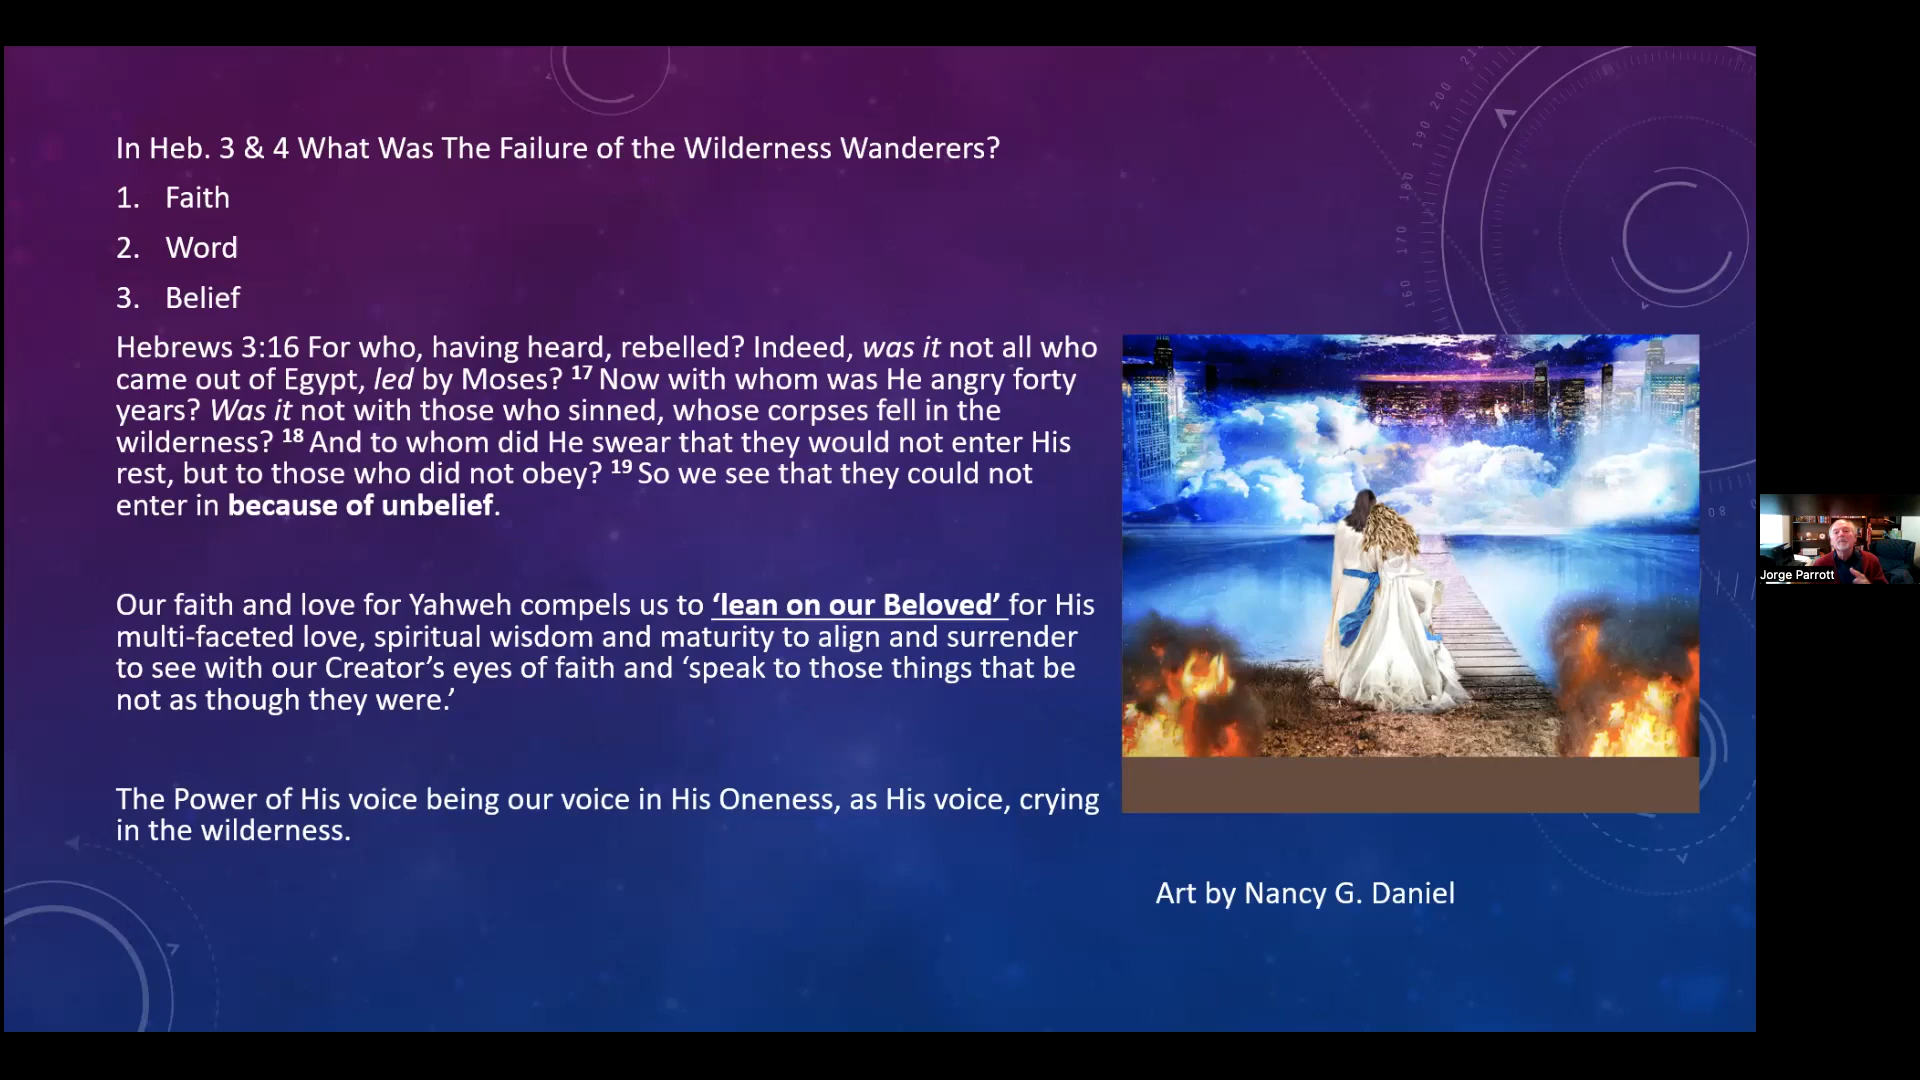 In Heb. 3 & 4 What Was The Failure of the Wilderness Wanderers?
1. Faith
2. Word
3. Belief
Hebrews 3:16 For who, having heard, rebelled? Indeed, was it not all who
came out of Egypt, led by Moses? 17 Now with whom was He angry forty
years? Was it not with those who sinned, whose corpses fell in the
wilderness? 18 And to whom did He swear that they would not enter His
rest, but to those who did not obey? 19 So we see that they could not
enter in because of unbelief.
Our faith and love for Yahweh compels us to ‘lean on our Beloved’ for His
multi-faceted love, spiritual wisdom and maturity to align and surrender
to see with our Creator’s eyes of faith and ‘speak to those things that be
not as though they were.’
The Power of His voice being our voice in His Oneness, as His voice, crying
in the wilderness.
Art by Nancy G. Daniel
Jorge Parrott
210
200
190
180
170
160